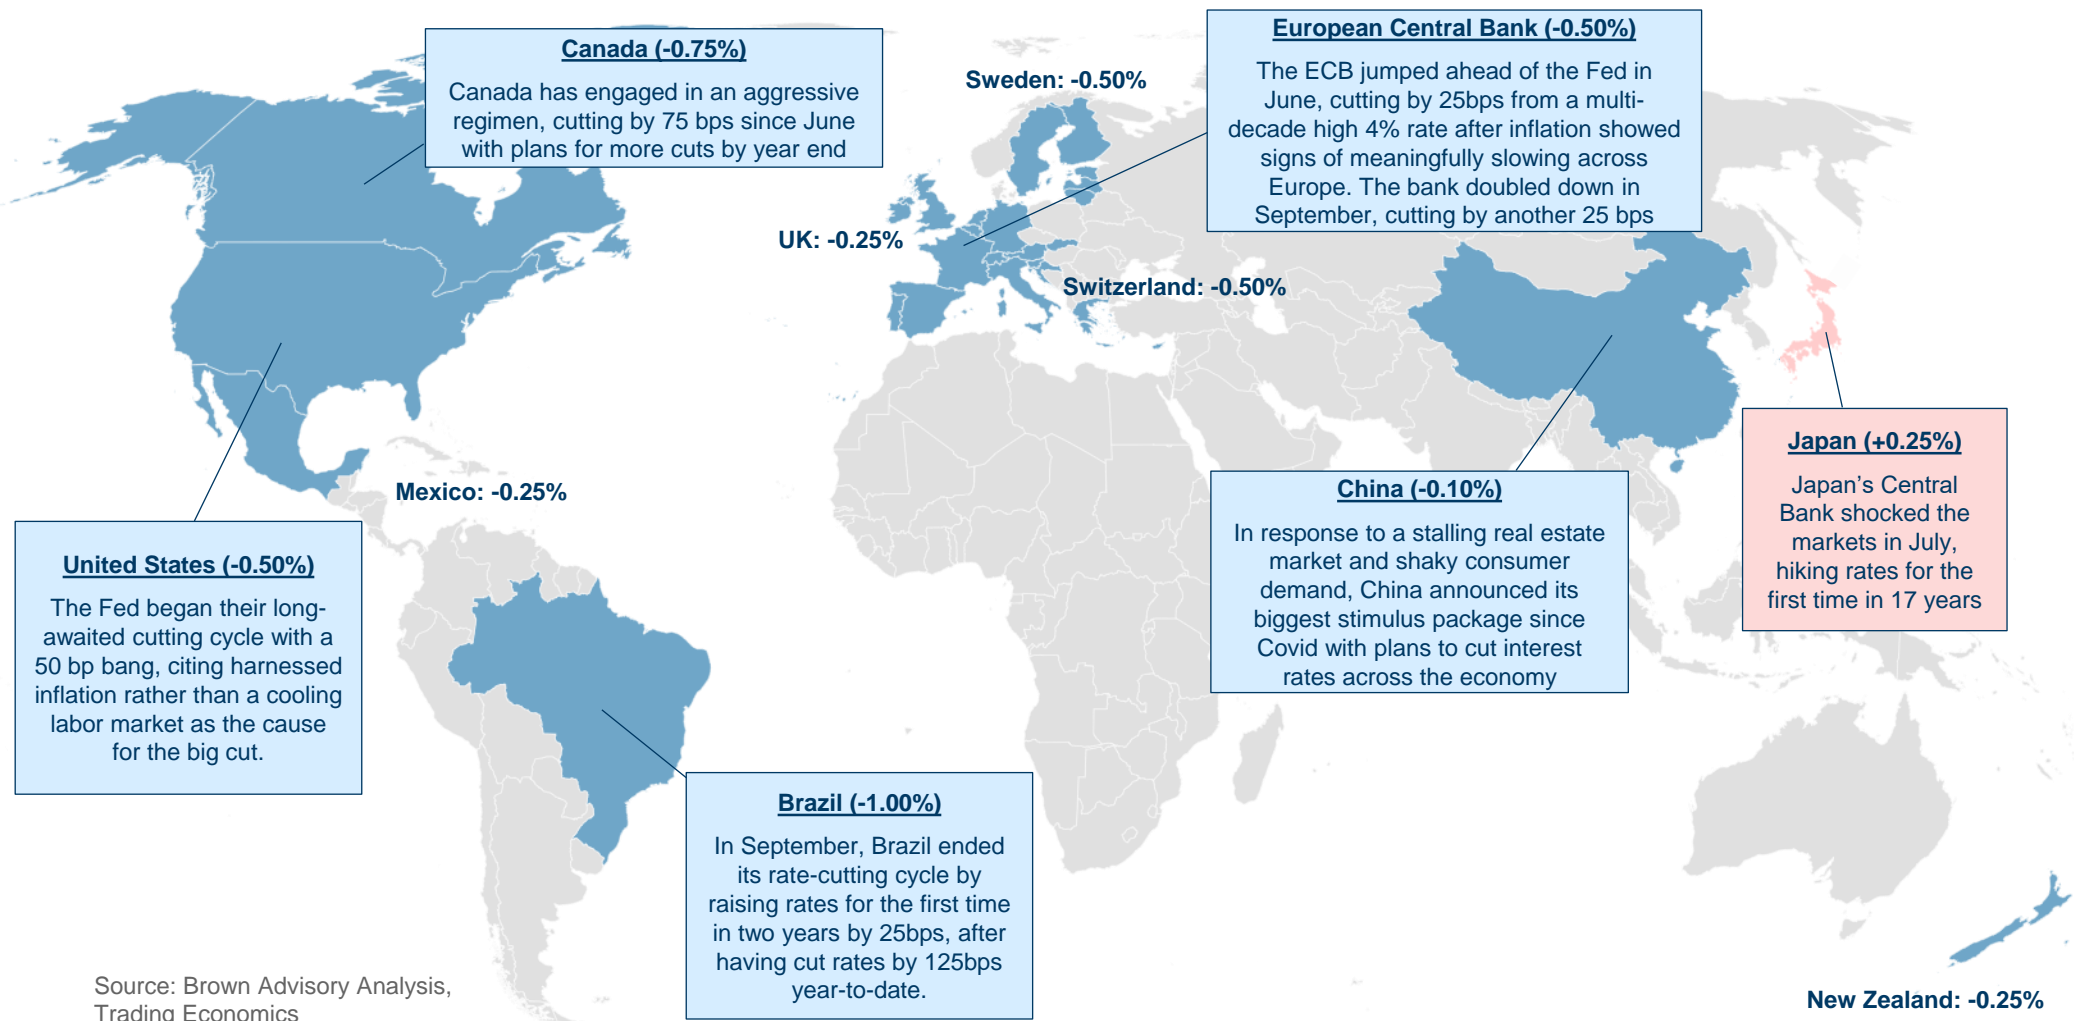 Canada (-0.75%)
Canada has engaged in an aggressive
regimen, cutting by 75 bps since June
with plans for more cuts by year end
Sweden: -0.50%
European Central Bank (-0.50%)
The ECB jumped ahead of the Fed in
June, cutting by 25bps from a multi-
decade high 4% rate after inflation showed
signs of meaningfully slowing across
Europe. The bank doubled down in
September, cutting by another 25 bps
UK: -0.25%
Switzerland: -0.50%
Mexico: -0.25%
United States (-0.50%)
The Fed began their long-
awaited cutting cycle with a
50 bp bang, citing harnessed
inflation rather than a cooling
labor market as the cause
for the big cut.
China (-0.10%)
In response to a stalling real estate
market and shaky consumer
demand, China announced its
biggest stimulus package since
Covid with plans to cut interest
rates across the economy
Japan (+0.25%)
Japan’s Central
Bank shocked the
markets in July,
hiking rates for the
first time in 17 years
Brazil (-1.00%)
In September, Brazil ended
its rate-cutting cycle by
raising rates for the first time
in two years by 25bps, after
having cut rates by 125bps
year-to-date.
Source: Brown Advisory Analysis,
Trading Economics
New Zealand: -0.25%